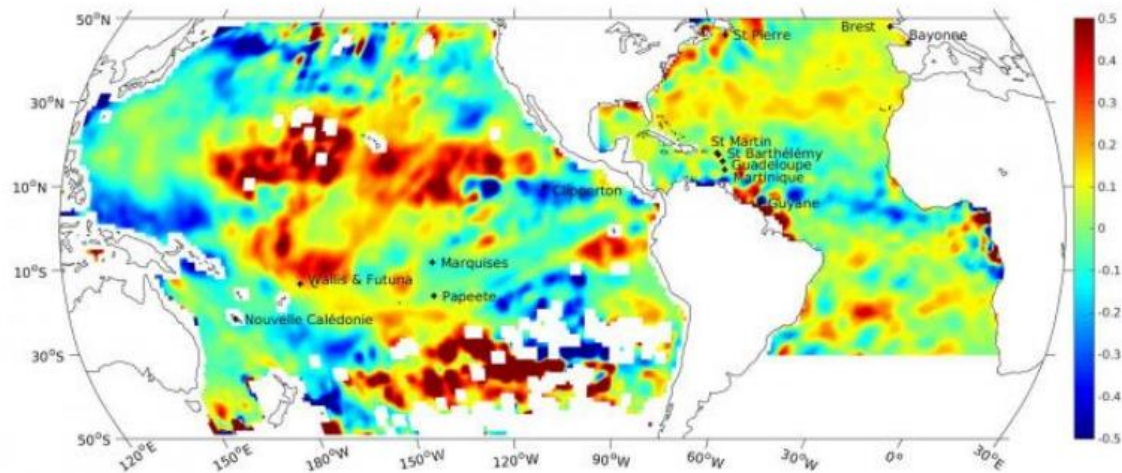 50°N
30°N
10°N
10°S
30°S
50°S
St Pierre
Brest
Bayonne
St Martin
St Barthélémy
Guadeloupe
Martinique
Guyane
Clipperton
Marquises
Wallis & Futuna
Papeete
Nouvelle Calédonie
120°E
150°E
180°W
150°W
120°W
90°W
60°W
30°W
0°
30°E
0.5
0.4
0.3
0.2
0.1
0
-0.1
-0.2
-0.3
-0.4
-0.5